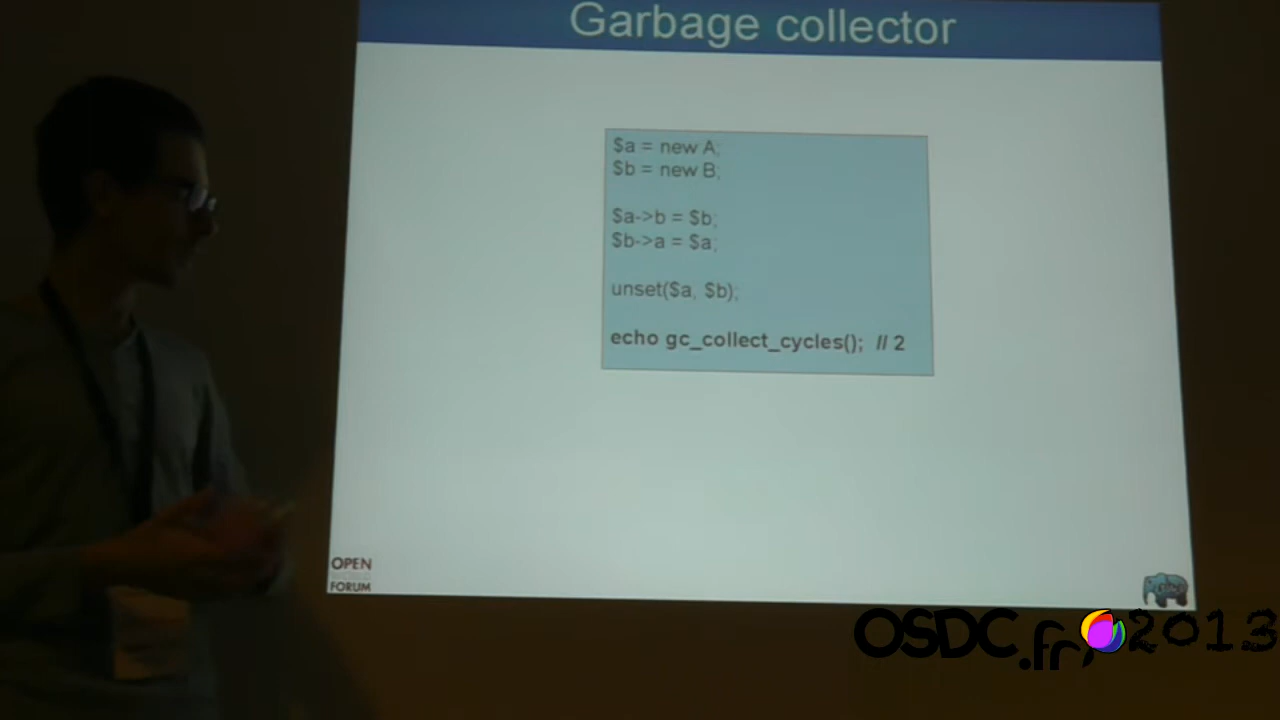 Garbage collector
$a = new A;
$b = new B;
$a->b = $b;
$b->a = $a;
unset($a, $b);
echo gc_collect_cycles(); // 2
OPEN
FORUM
OSDC.fr 2013